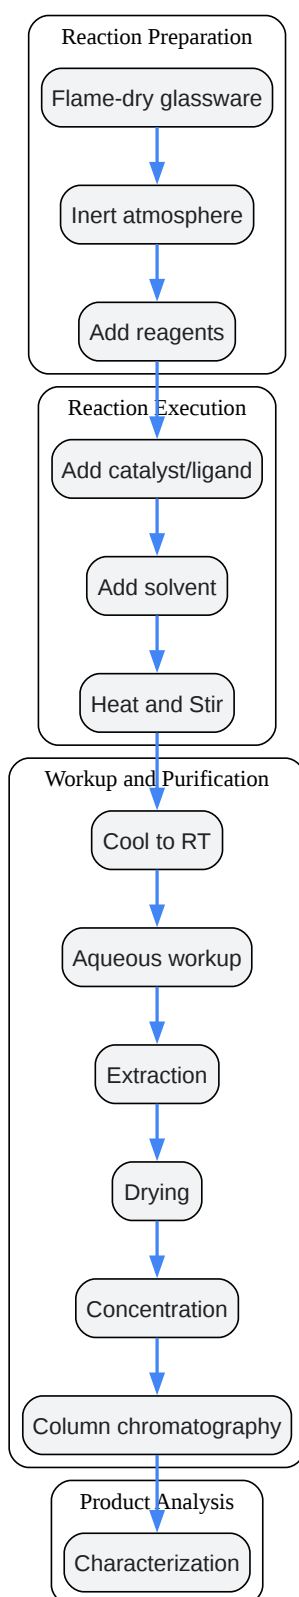 Reaction Preparation
Flame-dry glassware
Inert atmosphere
Add reagents
Reaction Execution
Add catalyst/ligand
Add solvent
Heat and Stir
Workup and Purification
Cool to RT
Aqueous workup
Extraction
Drying
Concentration
Column chromatography
Product Analysis
Characterization